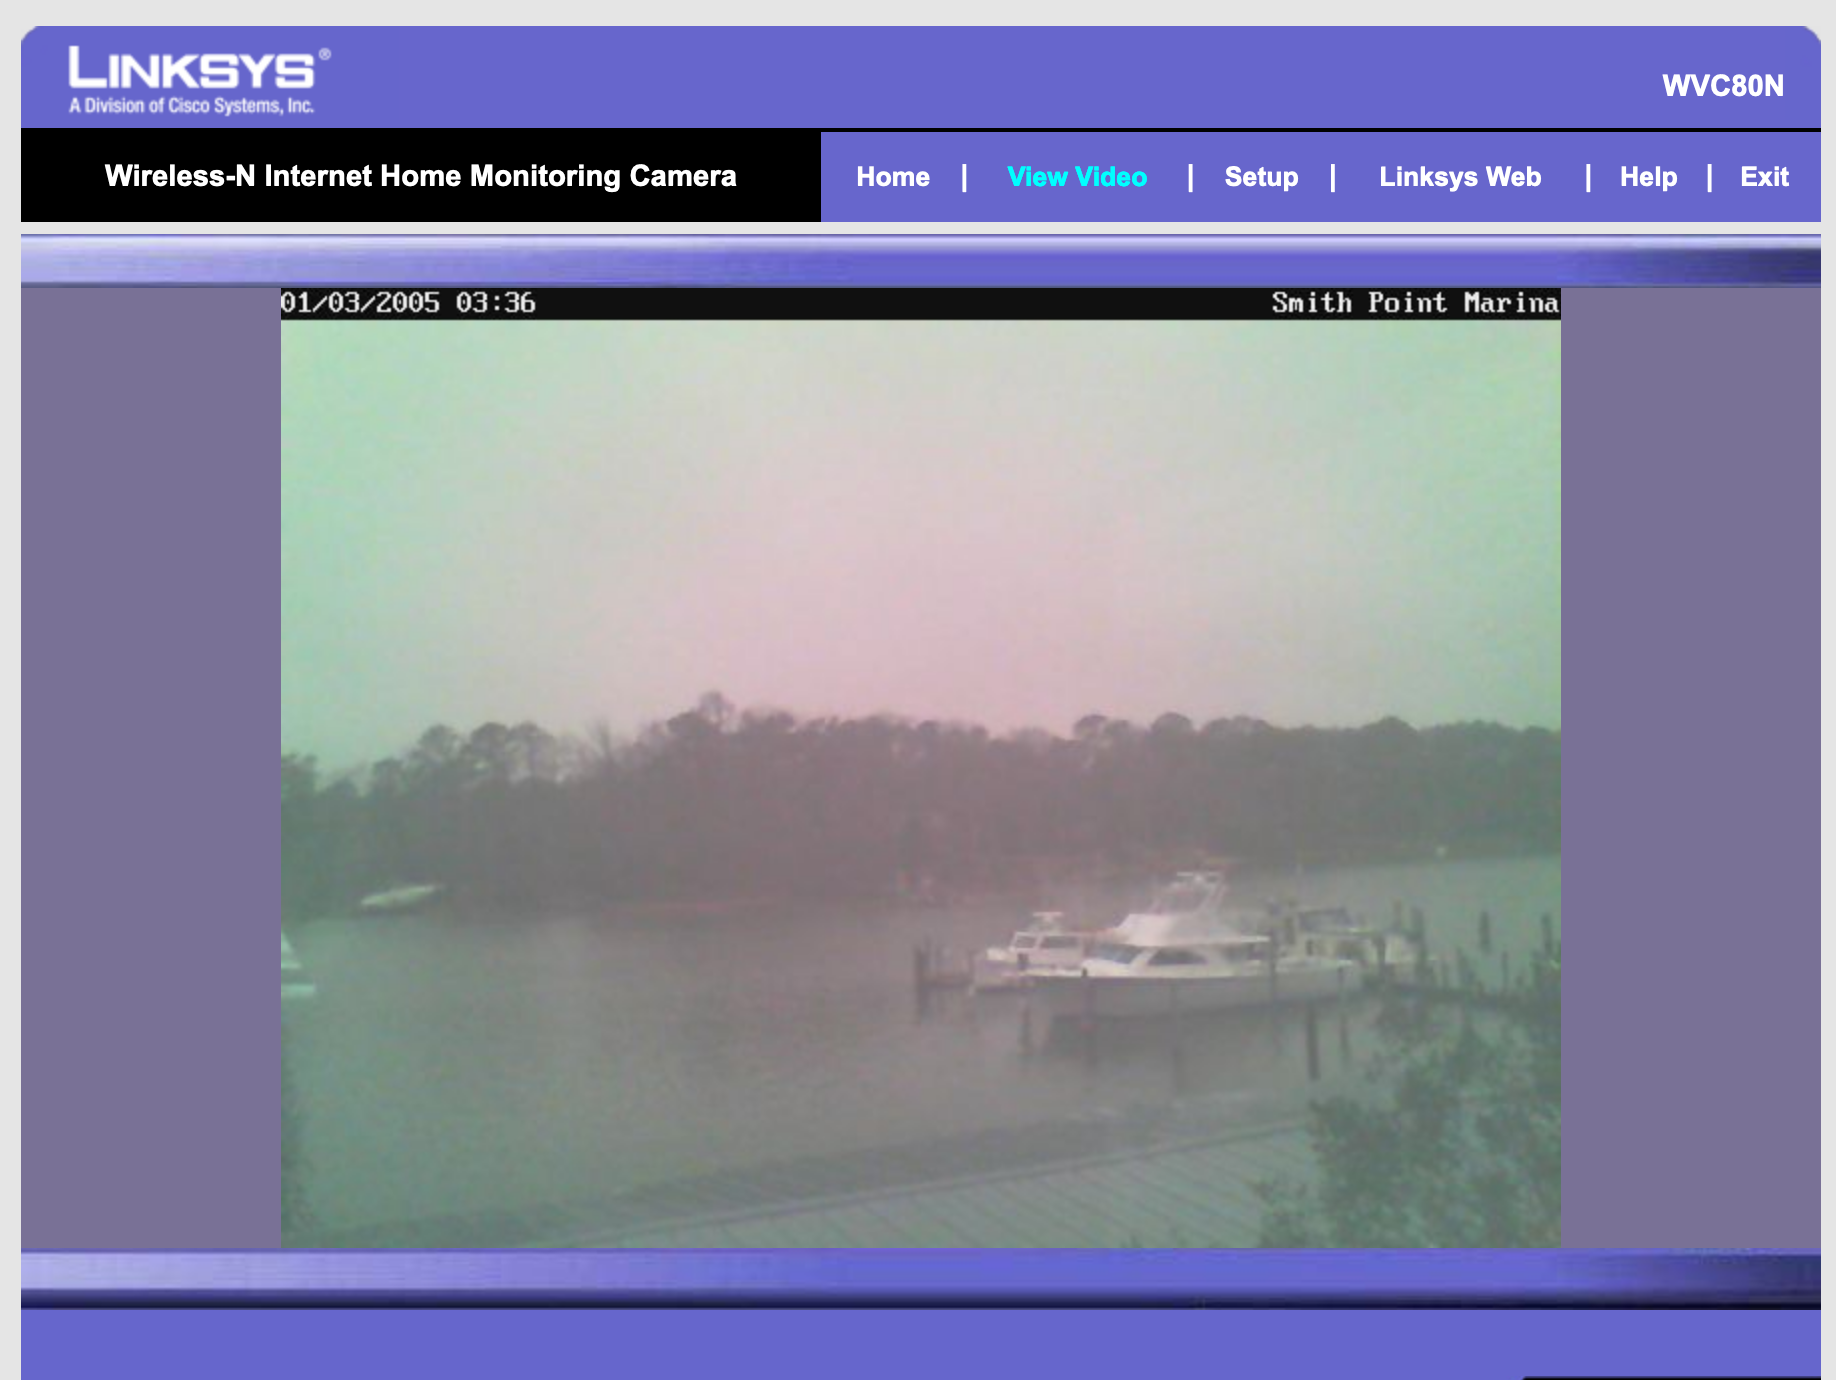 LINKSYS®
A Division of Cisco Systems, Inc.
WVC80N
Wireless-N Internet Home Monitoring Camera
Home | View Video | Setup | Linksys Web | Help | Exit
01/03/2005 03:36 Smith Point Marina